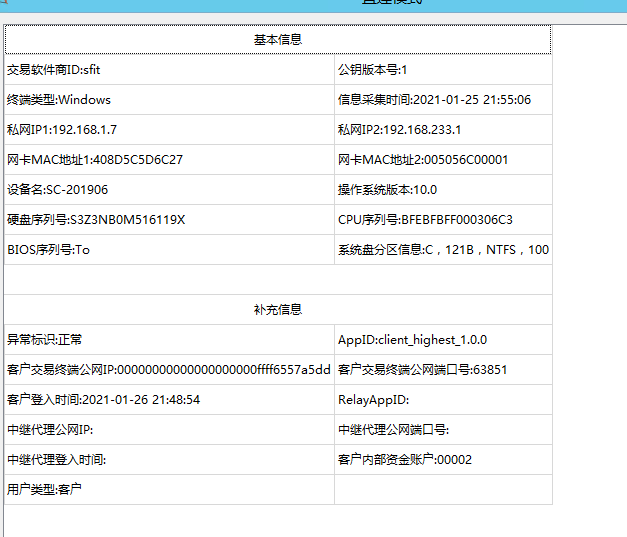 基本信息
交易软件商ID:sfit 公钥版本号:1
终端类型:Windows 信息采集时间:2021-01-25 21:55:06
私网IP1:192.168.1.7 私网IP2:192.168.233.1
网卡MAC地址1:408D5C5D6C27 网卡MAC地址2:005056C00001
设备名:SC-201906 操作系统版本:10.0
硬盘序列号:S3Z3NB0M516119X CPU序列号:BFEBFBFF000306C3
BIOS序列号:To 系统盘分区信息:C，121B，NTFS，100
补充信息
异常标识:正常 AppID:client_highest_1.0.0
客户交易终端公网IP:00000000000000000000ffff6557a5dd 客户交易终端公网端口号:63851
客户登入时间:2021-01-26 21:48:54 RelayAppID:
中继代理公网IP: 中继代理公网端口号:
中继代理登入时间: 客户内部资金账户:00002
用户类型:客户